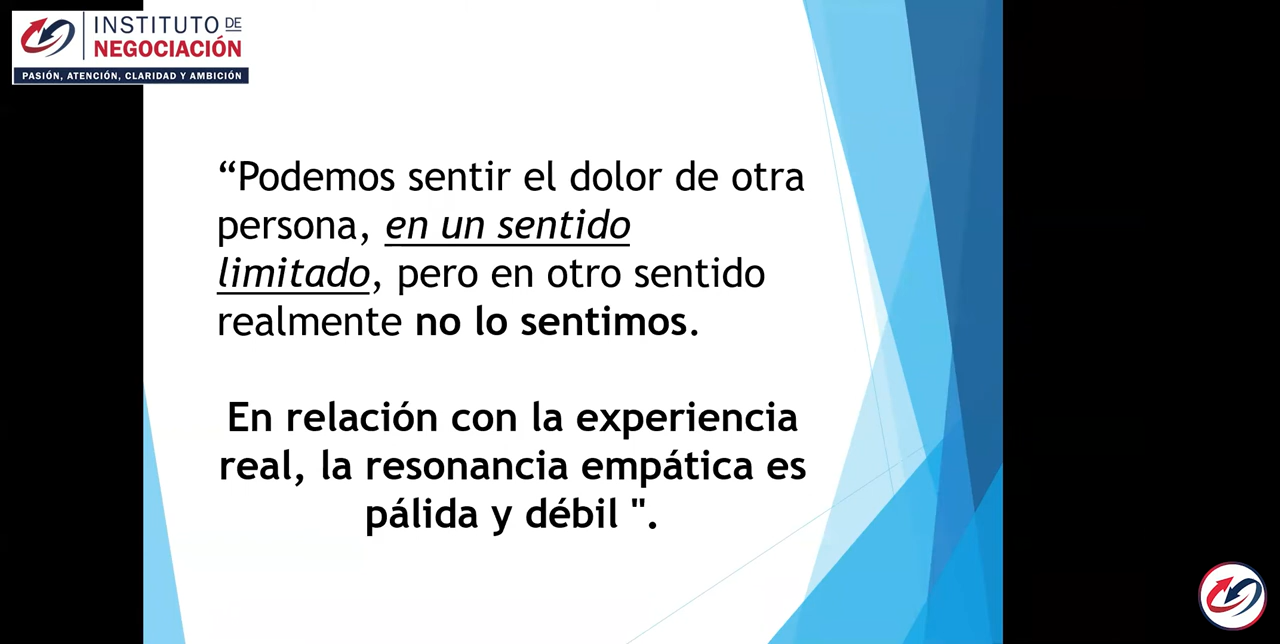 INSTITUTO DE
NEGOCIACIÓN
PASIÓN, ATENCIÓN, CLARIDAD Y AMBICIÓN
“Podemos sentir el dolor de otra
persona, en un sentido
limitado, pero en otro sentido
realmente no lo sentimos.
En relación con la experiencia
real, la resonancia empática es
pálida y débil ".